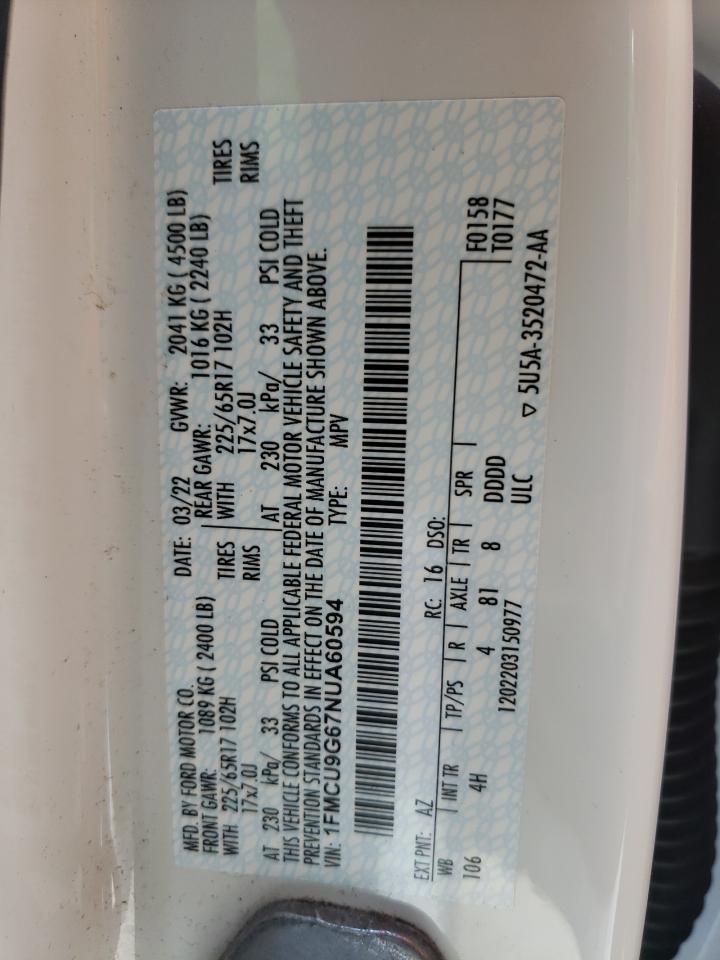 MFD. BY FORD MOTOR CO.
DATE: 03/22 GVWR: 2041 KG ( 4500 LB)
FRONT GAWR: 1089 KG ( 2400 LB) REAR GAWR: 1016 KG ( 2240 LB)
WITH 225/65R17 102H TIRES WITH 225/65R17 102H TIRES
17x7.0J RIMS 17x7.0J RIMS
AT 230 kPa/ 33 PSI COLD AT 230 kPa/ 33 PSI COLD
THIS VEHICLE CONFORMS TO ALL APPLICABLE FEDERAL MOTOR VEHICLE SAFETY AND THEFT
PREVENTION STANDARDS IN EFFECT ON THE DATE OF MANUFACTURE SHOWN ABOVE.
VIN: 1FMCU9G67NUA60594 TYPE: MPV
EXT PNT: AZ RC: 16 DSO: F0158
WB INT TR TP/PS R AXLE TR SPR T0177
106 4H 4 81 8 DDDD
1202203150977 ULC ▽ 5U5A-3520472-AA